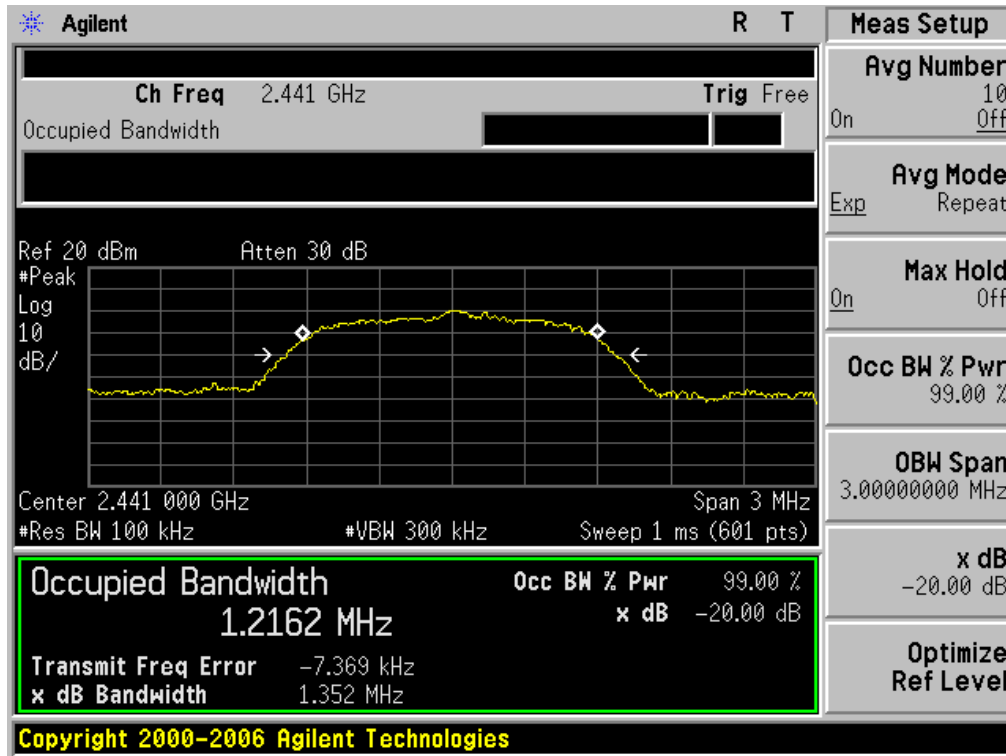 Agilent R T
Ch Freq 2.441 GHz Trig Free
Occupied Bandwidth
Ref 20 dBm Atten 30 dB
#Peak
Log
10
dB/
Center 2.441 000 GHz Span 3 MHz
#Res BW 100 kHz #VBW 300 kHz Sweep 1 ms (601 pts)
Occupied Bandwidth Occ BW % Pwr 99.00 %
1.2162 MHz x dB -20.00 dB
Transmit Freq Error -7.369 kHz
x dB Bandwidth 1.352 MHz
Copyright 2000-2006 Agilent Technologies
Meas Setup
Avg Number
10
On Off
Avg Mode
Exp Repeat
Max Hold
On Off
Occ BW % Pwr
99.00 %
OBW Span
3.00000000 MHz
x dB
-20.00 dB
Optimize
Ref Level